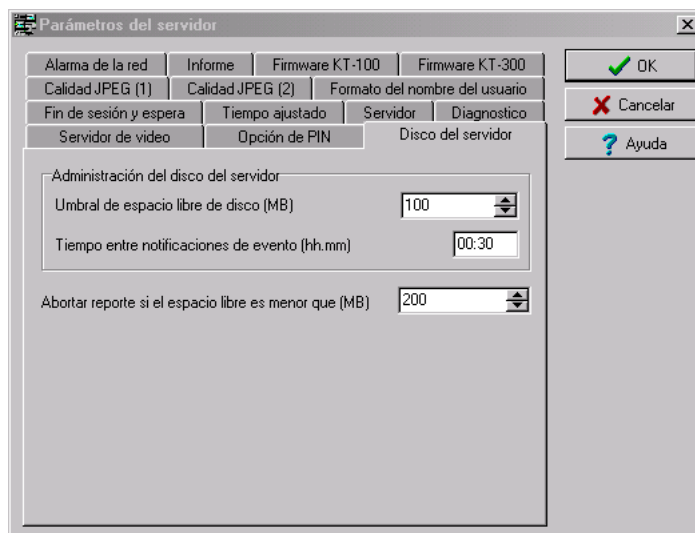 Parámetros del servidor
Alarma de la red
Informe
Firmware KT-100
Firmware KT-300
Calidad JPEG (1)
Calidad JPEG (2)
Formato del nombre del usuario
Fin de sesión y espera
Tiempo ajustado
Servidor
Diagnostico
Servidor de video
Opción de PIN
Disco del servidor
Administración del disco del servidor
Umbral de espacio libre de disco (MB)
100
Tiempo entre notificaciones de evento (hh.mm)
00:30
Abortar reporte si el espacio libre es menor que (MB)
200
OK
Cancelar
Ayuda